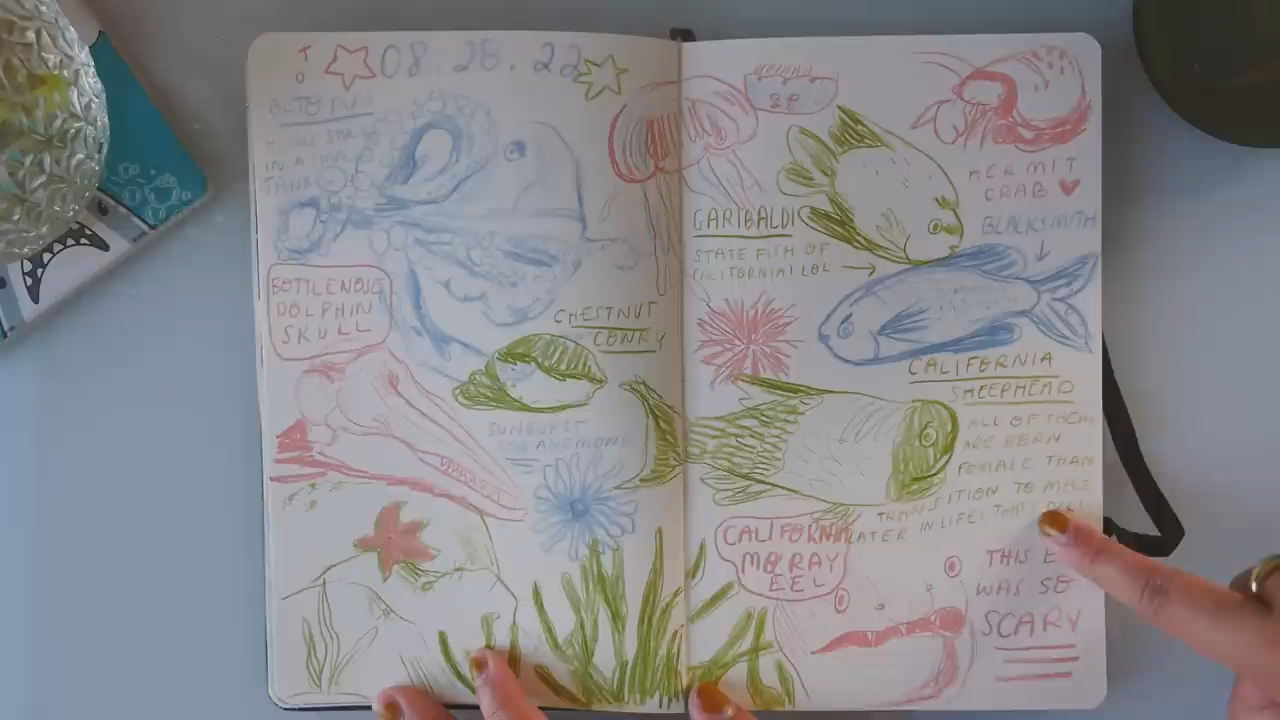 08.28.22
OCTOPUS
IN A
TANK
BOTTLENOSE
DOLPHIN
SKULL
CHESTNUT
COWRY
SUNBURST
SEA ANEMONE
GARIBALDI
STATE FISH OF
CALIFORNIA! LOL
HERMIT
CRAB
BLACKSMITH
CALIFORNIA
SHEEPHEAD
ALL OF THEM
ARE BORN
FEMALE THAN
TRANSITION TO MALE
LATER IN LIFE! THAT'S
CALIFORNIA
MORAY
EEL
THIS
WAS SO
SCARY